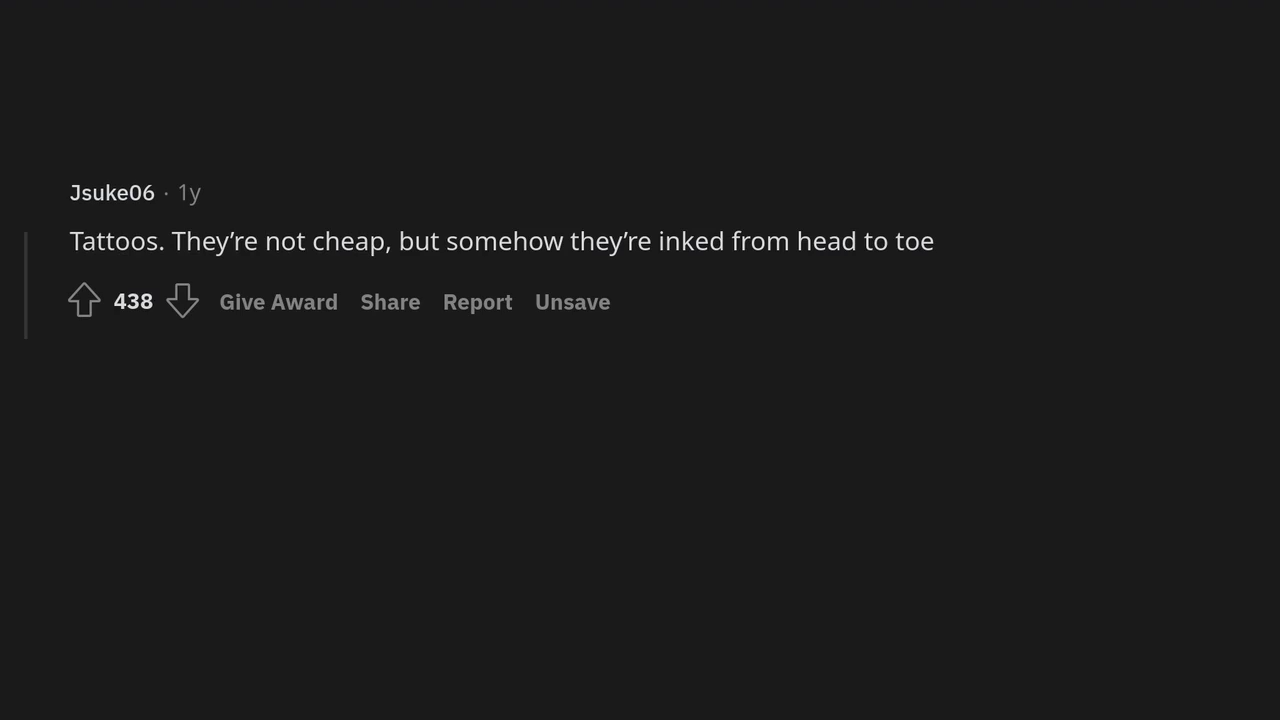 Jsuke06 · 1y
Tattoos. They’re not cheap, but somehow they’re inked from head to toe
438 Give Award Share Report Unsave